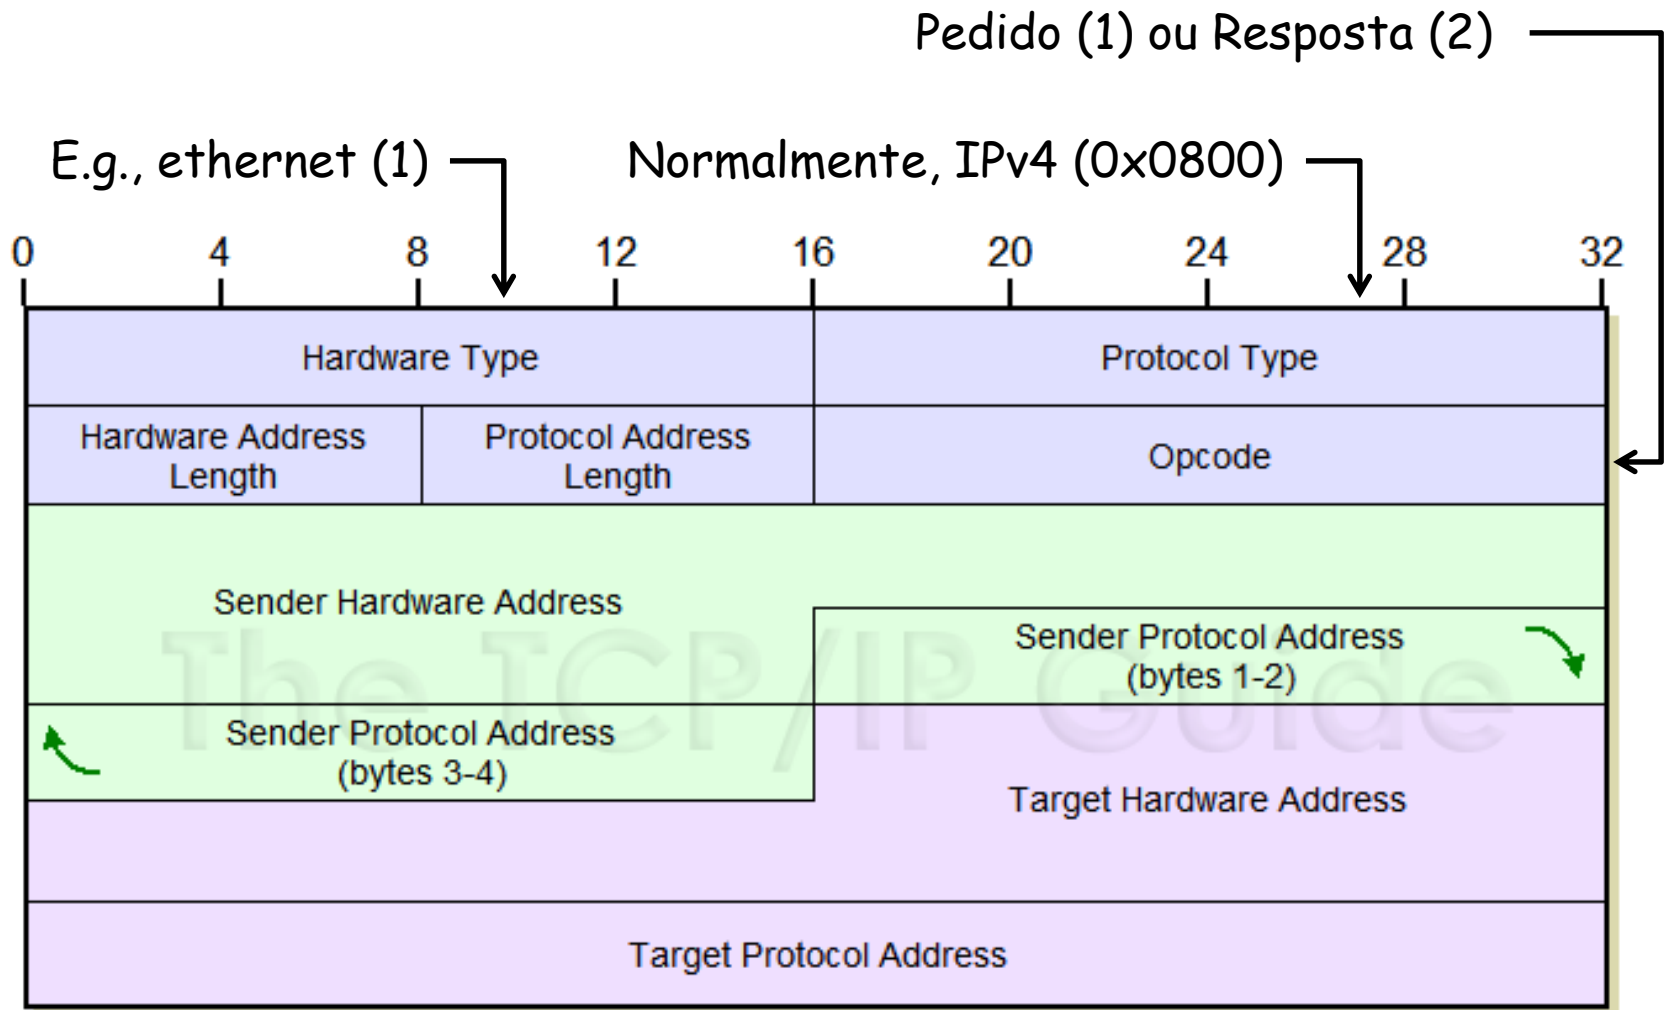 Pedido (1) ou Resposta (2)
E.g., ethernet (1)
Normalmente, IPv4 (0x0800)
0 4 8 12 16 20 24 28 32
Hardware Type
Protocol Type
Hardware Address
Length
Protocol Address
Length
Opcode
Sender Hardware Address
Sender Protocol Address
(bytes 1-2)
The TCP/IP Guide
Sender Protocol Address
(bytes 3-4)
Target Hardware Address
Target Protocol Address